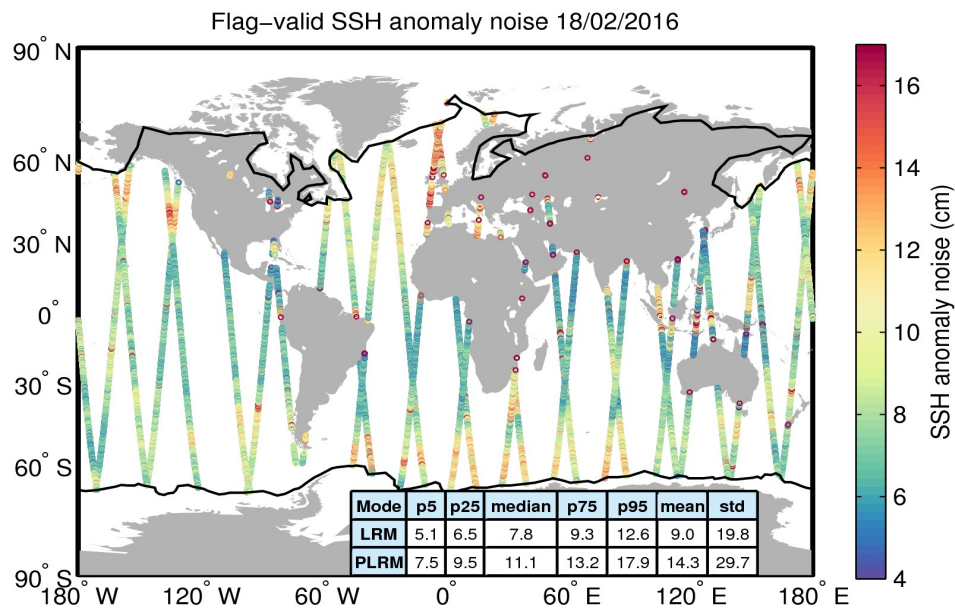 Flag−valid SSH anomaly noise 18/02/2016
90° N
60° N
30° N
0°
30° S
60° S
90° S
180° W 120° W 60° W 0° 60° E 120° E 180° E
Mode p5 p25 median p75 p95 mean std
LRM 5.1 6.5 7.8 9.3 12.6 9.0 19.8
PLRM 7.5 9.5 11.1 13.2 17.9 14.3 29.7
16
14
12
10
8
6
4
SSH anomaly noise (cm)